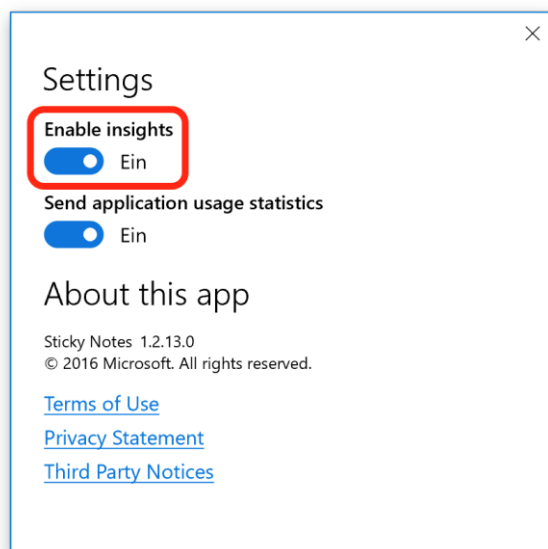 Settings
Enable insights
Ein
Send application usage statistics
Ein
About this app
Sticky Notes 1.2.13.0
© 2016 Microsoft. All rights reserved.
Terms of Use
Privacy Statement
Third Party Notices